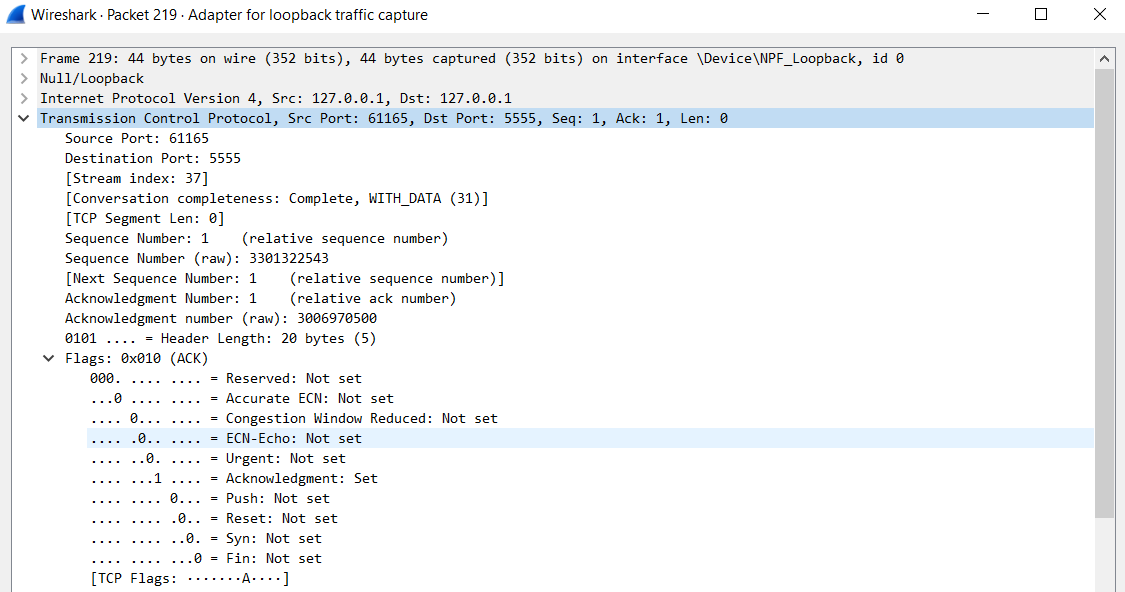 Wireshark · Packet 219 · Adapter for loopback traffic capture
Frame 219: 44 bytes on wire (352 bits), 44 bytes captured (352 bits) on interface \Device\NPF_Loopback, id 0
Null/Loopback
Internet Protocol Version 4, Src: 127.0.0.1, Dst: 127.0.0.1
Transmission Control Protocol, Src Port: 61165, Dst Port: 5555, Seq: 1, Ack: 1, Len: 0
Source Port: 61165
Destination Port: 5555
[Stream index: 37]
[Conversation completeness: Complete, WITH_DATA (31)]
[TCP Segment Len: 0]
Sequence Number: 1    (relative sequence number)
Sequence Number (raw): 3301322543
[Next Sequence Number: 1    (relative sequence number)]
Acknowledgment Number: 1    (relative ack number)
Acknowledgment number (raw): 3006970500
0101 .... = Header Length: 20 bytes (5)
Flags: 0x010 (ACK)
000. .... .... = Reserved: Not set
...0 .... .... = Accurate ECN: Not set
.... 0... .... = Congestion Window Reduced: Not set
.... .0.. .... = ECN-Echo: Not set
.... ..0. .... = Urgent: Not set
.... ...1 .... = Acknowledgment: Set
.... .... 0... = Push: Not set
.... .... .0.. = Reset: Not set
.... .... ..0. = Syn: Not set
.... .... ...0 = Fin: Not set
[TCP Flags: ·······A····]